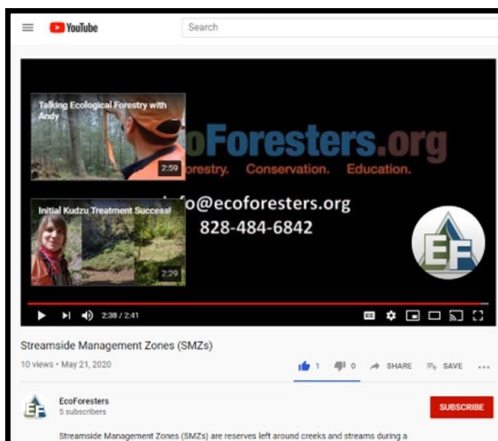 YouTube
Search
Talking Ecological Forestry with
Andy
2:59
oForesters.org
orestry. Conservation. Education.
Initial Kudzu Treatment Success!
2:29
fo@ecoforesters.org
828-484-6842
EF
2:38 / 2:41
CC
Streamside Management Zones (SMZs)
10 views • May 21, 2020
1
0
SHARE
SAVE
EcoForesters
5 subscribers
SUBSCRIBE
Streamside Management Zones (SMZs) are reserves left around creeks and streams during a